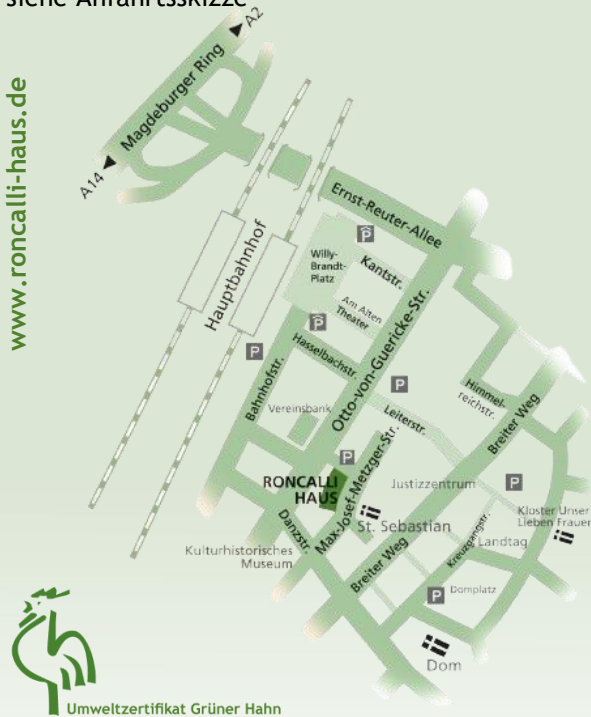 siehe Anfahrtsskizze
www.roncalli-haus.de
A2
Magdeburger Ring
A14
Hauptbahnhof
Ernst-Reuter-Allee
P
Willy-
Brandt-
Platz
Kantstr.
Am Alten
Theater
P
P
Hasselbachstr.
Otto-von-Guericke-Str.
Bahnhofstr.
P
Himmel-
reichstr.
Breiter Weg
Vereinsbank
Leiterstr.
P
RONCALLI
HAUS
Max-Josef-Metzger-Str.
Justizzentrum
P
Danzstr.
St. Sebastian
Kloster Unser
Lieben Frauen
Kreuzgangstr.
Landtag
Kulturhistorisches
Museum
Breiter Weg
P
Domplatz
Dom
Umweltzertifikat Grüner Hahn